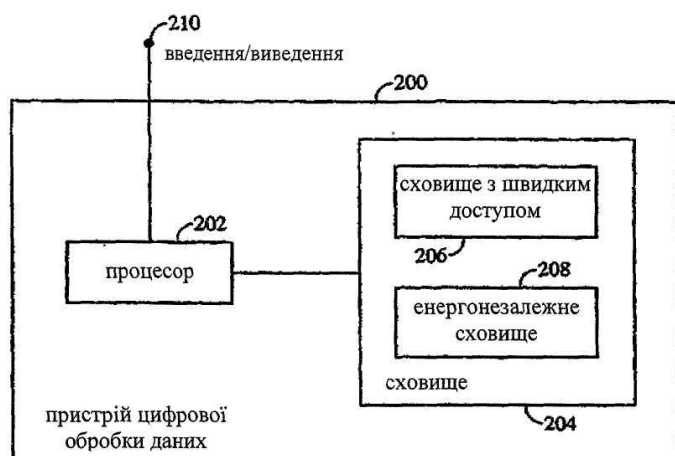 210
введення/виведення
200
сховище з швидким
доступом
206
202
процесор
208
енергонезалежне
сховище
сховище
204
пристрій цифрової
обробки даних